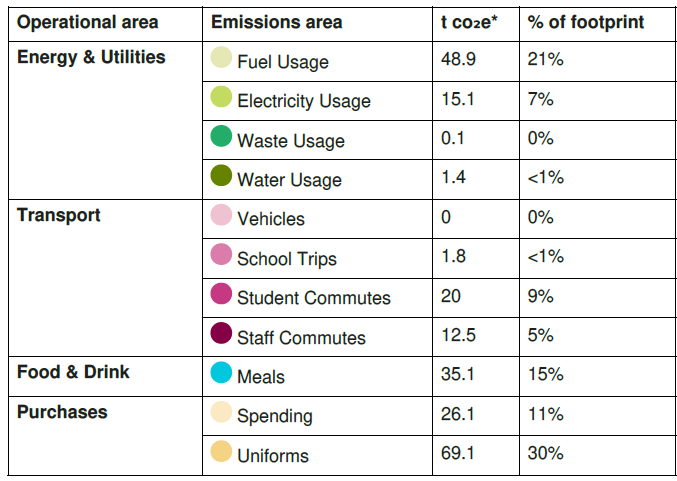 Operational area Emissions area t co₂e* % of footprint
Energy & Utilities Fuel Usage 48.9 21%
Electricity Usage 15.1 7%
Waste Usage 0.1 0%
Water Usage 1.4 <1%
Transport Vehicles 0 0%
School Trips 1.8 <1%
Student Commutes 20 9%
Staff Commutes 12.5 5%
Food & Drink Meals 35.1 15%
Purchases Spending 26.1 11%
Uniforms 69.1 30%